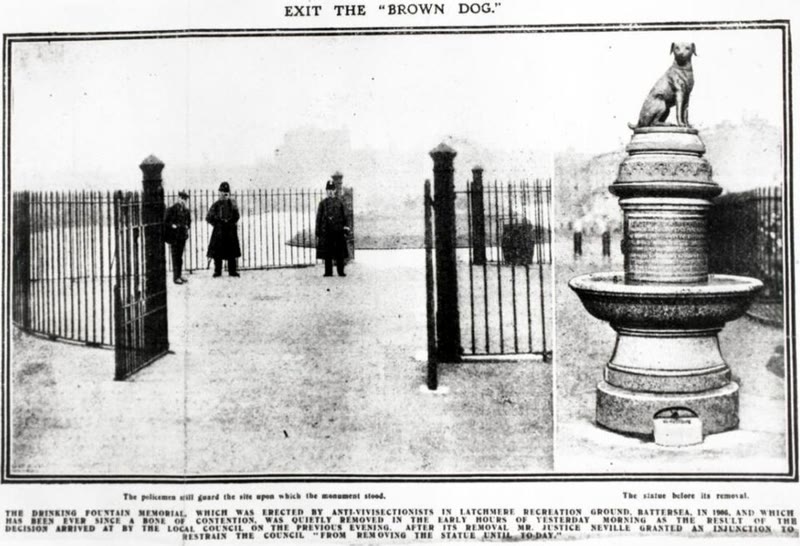 EXIT THE "BROWN DOG."
The policemen still guard the site upon which the monument stood.
The statue before its removal.
THE DRINKING FOUNTAIN MEMORIAL, WHICH WAS ERECTED BY ANTI-VIVISECTIONISTS IN LATCHMERE RECREATION GROUND, BATTERSEA, IN 1906, AND WHICH
HAS BEEN EVER SINCE A BONE OF CONTENTION, WAS QUIETLY REMOVED IN THE EARLY HOURS OF YESTERDAY MORNING AS THE RESULT OF THE
DECISION ARRIVED AT BY THE LOCAL COUNCIL ON THE PREVIOUS EVENING. AFTER ITS REMOVAL MR. JUSTICE NEVILLE GRANTED AN INJUNCTION TO
RESTRAIN THE COUNCIL "FROM REMOVING THE STATUE UNTIL TO-DAY."